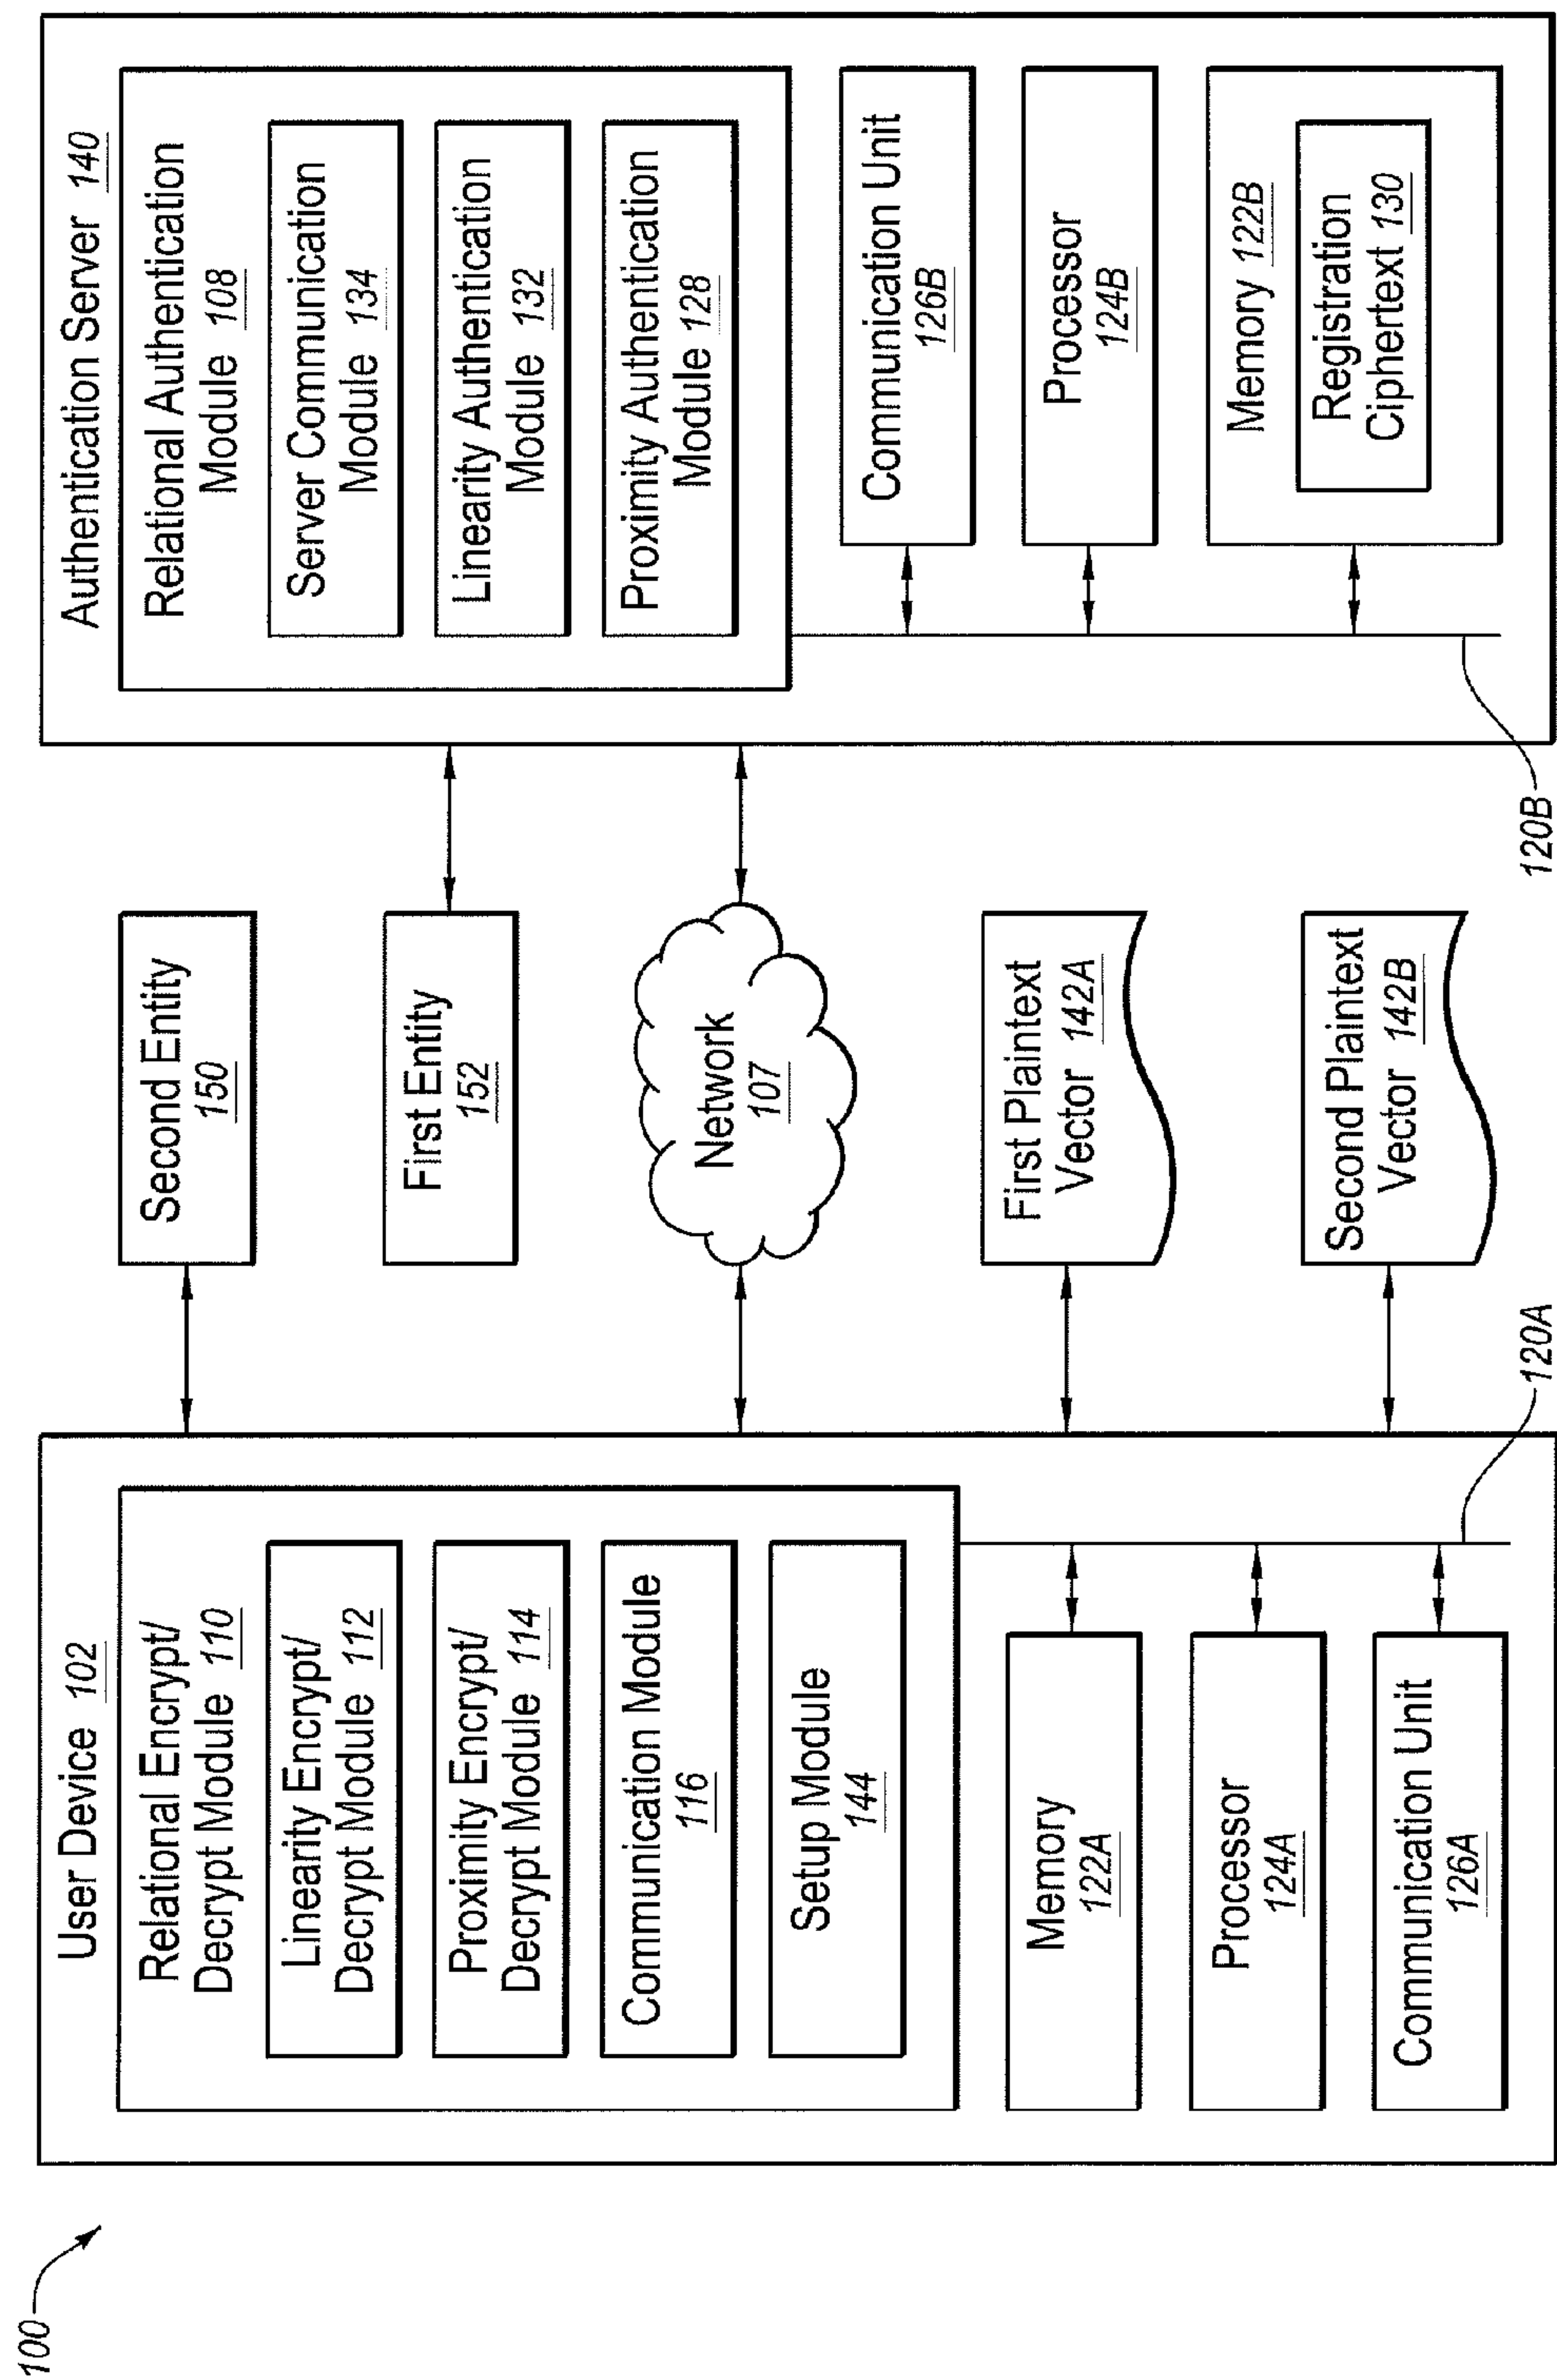 100
User Device 102
Relational Encrypt/
Decrypt Module 110
Linearity Encrypt/
Decrypt Module 112
Proximity Encrypt/
Decrypt Module 114
Communication Module
116
Setup Module
144
Memory
122A
Processor
124A
Communication Unit
126A
120A
Second Entity
150
First Entity
152
Network
107
First Plaintext
Vector 142A
Second Plaintext
Vector 142B
Authentication Server 140
Relational Authentication
Module 108
Server Communication
Module 134
Linearity Authentication
Module 132
Proximity Authentication
Module 128
Communication Unit
126B
Processor
124B
Memory 122B
Registration
Ciphertext 130
120B